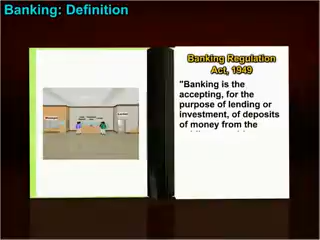 Banking: Definition
Banking Regulation
Act, 1949
"Banking is the
accepting, for the
purpose of lending or
investment, of deposits
of money from the